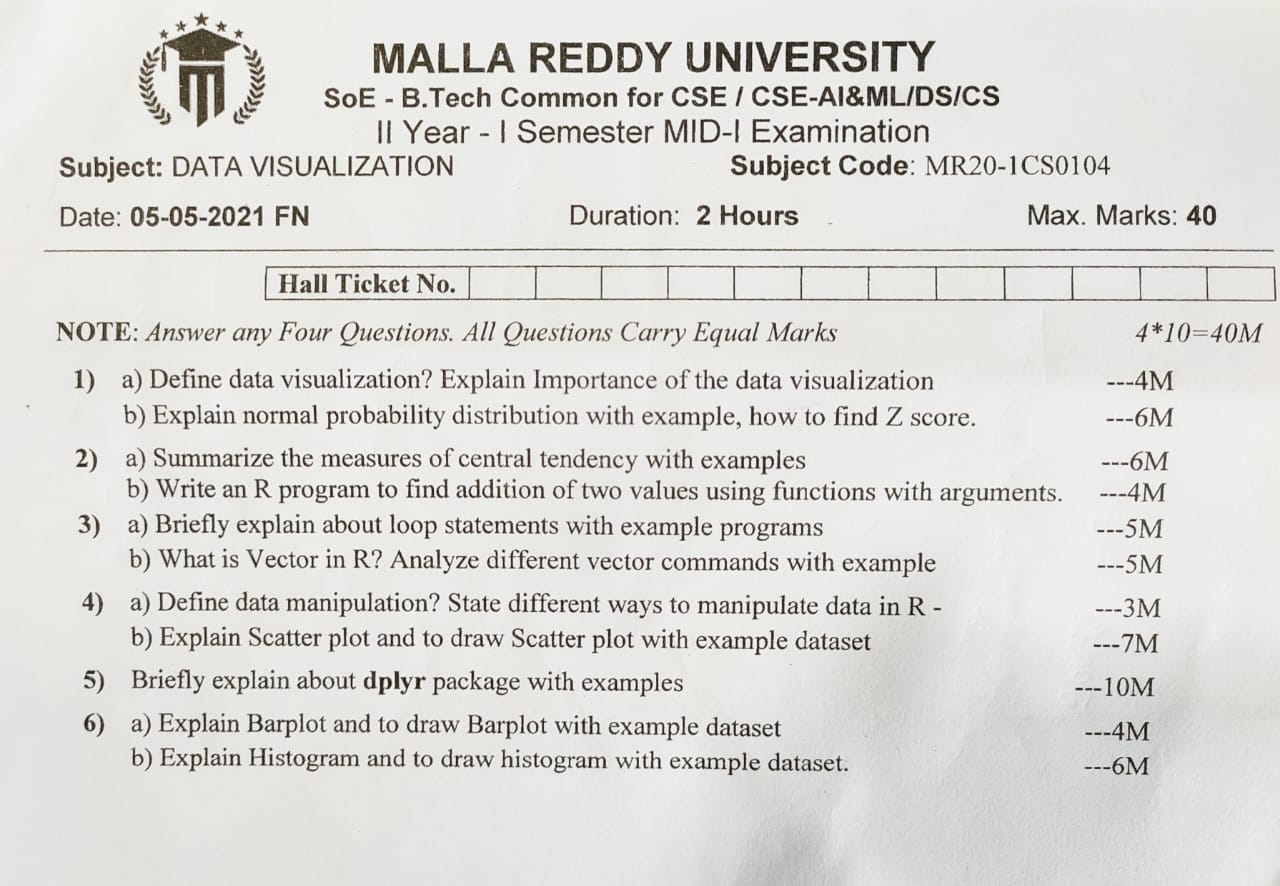 MALLA REDDY UNIVERSITY
SoE - B.Tech Common for CSE / CSE-AI&ML/DS/CS
II Year - I Semester MID-I Examination
Subject: DATA VISUALIZATION Subject Code: MR20-1CS0104
Date: 05-05-2021 FN Duration: 2 Hours Max. Marks: 40
Hall Ticket No.
NOTE: Answer any Four Questions. All Questions Carry Equal Marks 4*10=40M
1) a) Define data visualization? Explain Importance of the data visualization ---4M
b) Explain normal probability distribution with example, how to find Z score. ---6M
2) a) Summarize the measures of central tendency with examples ---6M
b) Write an R program to find addition of two values using functions with arguments. ---4M
3) a) Briefly explain about loop statements with example programs ---5M
b) What is Vector in R? Analyze different vector commands with example ---5M
4) a) Define data manipulation? State different ways to manipulate data in R - ---3M
b) Explain Scatter plot and to draw Scatter plot with example dataset ---7M
5) Briefly explain about dplyr package with examples ---10M
6) a) Explain Barplot and to draw Barplot with example dataset ---4M
b) Explain Histogram and to draw histogram with example dataset. ---6M